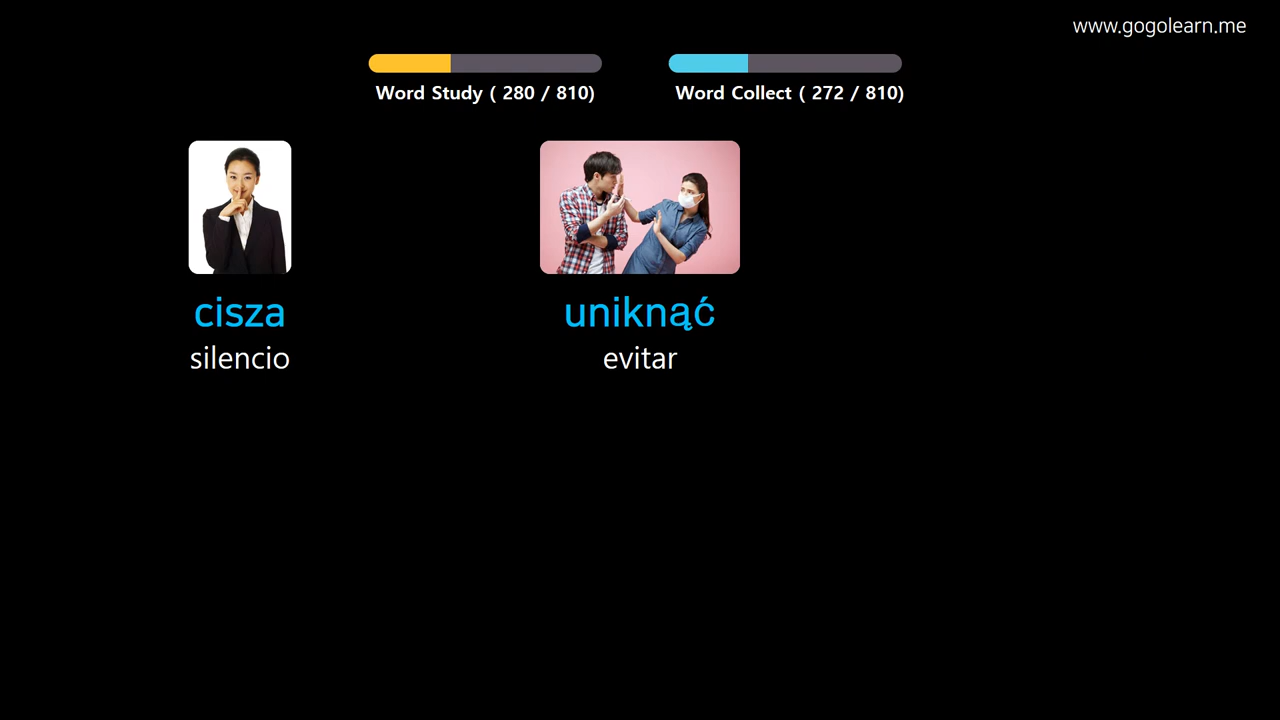 www.gogolearn.me
Word Study ( 280 / 810)
Word Collect ( 272 / 810)
cisza
silencio
uniknąć
evitar